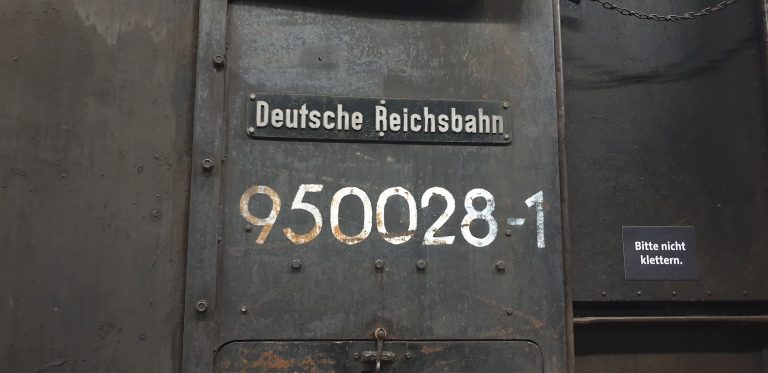 Deutsche Reichsbahn
950028-1
Bitte nicht
klettern.